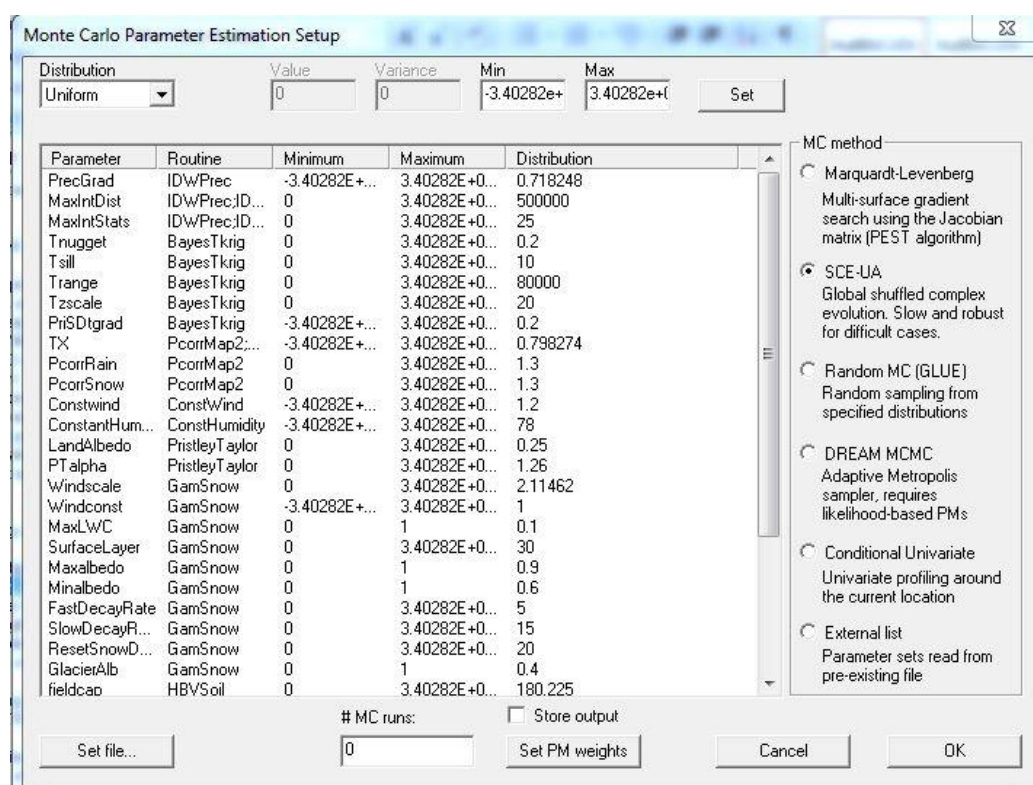 Monte Carlo Parameter Estimation Setup
Distribution Value Variance Min Max
Uniform 0 0 -3.40282e+ 3.40282e+( Set
Parameter Routine Minimum Maximum Distribution
PrecGrad IDWPrec -3.40282E+... 3.40282E+0... 0.718248
MaxIntDist IDWPrec;ID... 0 3.40282E+0... 500000
MaxIntStats IDWPrec;ID... 0 3.40282E+0... 25
Tnugget BayesTkrig 0 3.40282E+0... 0.2
Tsill BayesTkrig 0 3.40282E+0... 10
Trange BayesTkrig 0 3.40282E+0... 80000
Tzscale BayesTkrig 0 3.40282E+0... 20
PriSDtgrad BayesTkrig -3.40282E+... 3.40282E+0... 0.2
TX PcorrMap2;... -3.40282E+... 3.40282E+0... 0.798274
PcorrRain PcorrMap2 0 3.40282E+0... 1.3
PcorrSnow PcorrMap2 0 3.40282E+0... 1.3
Constwind ConstWind -3.40282E+... 3.40282E+0... 1.2
ConstantHum... ConstHumidity -3.40282E+... 3.40282E+0... 78
LandAlbedo PristleyTaylor 0 3.40282E+0... 0.25
PTalpha PristleyTaylor 0 3.40282E+0... 1.26
Windscale GamSnow 0 3.40282E+0... 2.11462
Windconst GamSnow -3.40282E+... 3.40282E+0... 1
MaxLWC GamSnow 0 1 0.1
SurfaceLayer GamSnow 0 3.40282E+0... 30
Maxalbedo GamSnow 0 1 0.9
Minalbedo GamSnow 0 1 0.6
FastDecayRate GamSnow 0 3.40282E+0... 5
SlowDecayR... GamSnow 0 3.40282E+0... 15
ResetSnowD... GamSnow 0 3.40282E+0... 20
GlacierAlb GamSnow 0 1 0.4
fieldcap HBVSoil 0 3.40282E+0... 180.225
MC method
Marquardt-Levenberg
Multi-surface gradient
search using the Jacobian
matrix (PEST algorithm)
SCE-UA
Global shuffled complex
evolution. Slow and robust
for difficult cases.
Random MC (GLUE)
Random sampling from
specified distributions
DREAM MCMC
Adaptive Metropolis
sampler, requires
likelihood-based PMs
Conditional Univariate
Univariate profiling around
the current location
External list
Parameter sets read from
pre-existing file
# MC runs: Store output
Set file... 0 Set PM weights Cancel OK